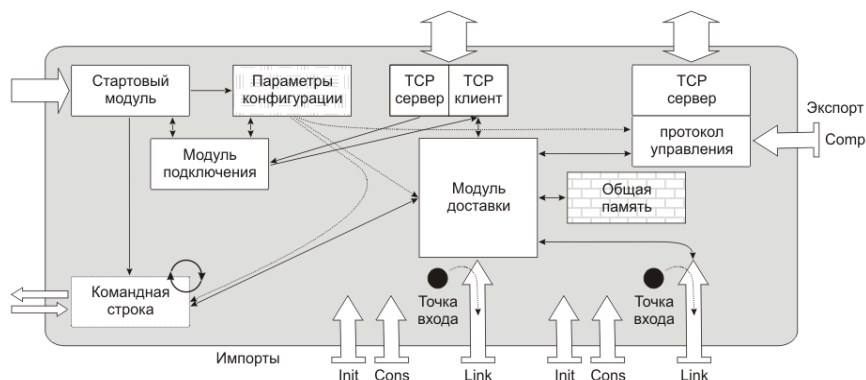 Стартовый
модуль
Параметры
конфигурации
TCP
сервер
TCP
клиент
TCP
сервер
Экспорт
протокол
управления
Comp
Модуль
подключения
Модуль
доставки
Общая
память
Командная
строка
Точка
входа
Точка
входа
Импорты
Init
Cons
Link
Init
Cons
Link